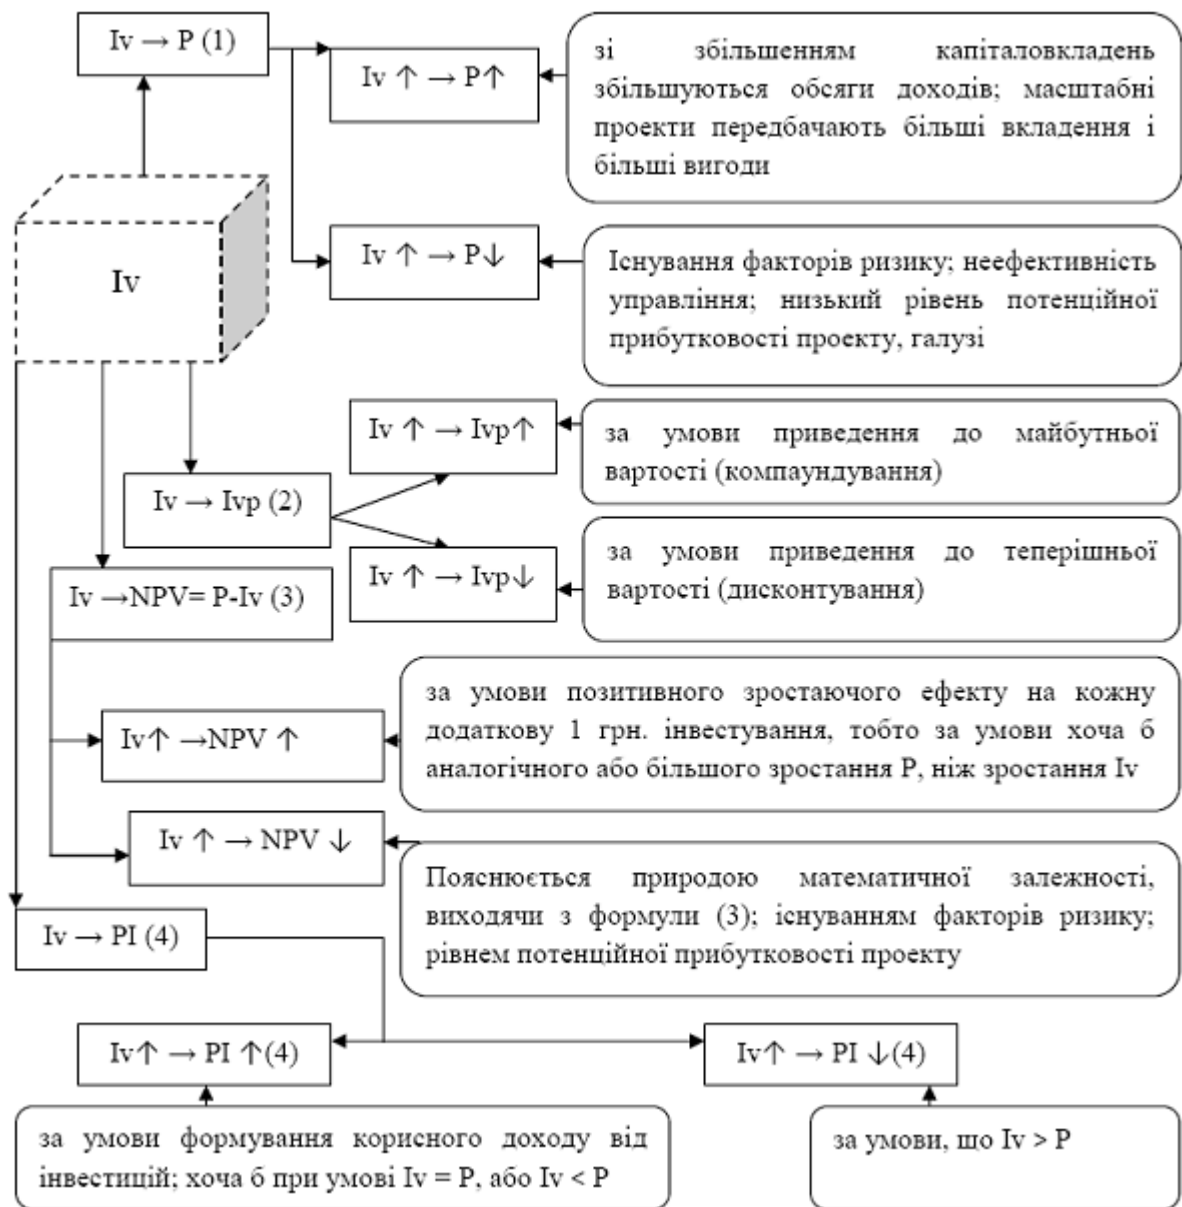 Iv → P (1)
Iv ↑ → P↑
зі збільшенням капіталовкладень
збільшуються обсяги доходів; масштабні
проекти передбачають більші вкладення і
більші вигоди
Iv
Iv ↑ → P↓
Існування факторів ризику; неефективність
управління; низький рівень потенційної
прибутковості проекту, галузі
Iv ↑ → Ivp↑
за умови приведення до майбутньої
вартості (компаундування)
Iv → Ivp (2)
Iv ↑ → Ivp↓
за умови приведення до теперішньої
вартості (дисконтування)
Iv →NPV= P-Iv (3)
Iv↑ →NPV ↑
за умови позитивного зростаючого ефекту на кожну
додаткову 1 грн. інвестування, тобто за умови хоча б
аналогічного або більшого зростання P, ніж зростання Iv
Iv ↑ → NPV ↓
Пояснюється природою математичної залежності,
виходячи з формули (3); існуванням факторів ризику;
рівнем потенційної прибутковості проекту
Iv → PI (4)
Iv↑ → PI ↑(4)
Iv↑ → PI ↓(4)
за умови формування корисного доходу від
інвестицій; хоча б при умові Iv = P, або Iv < P
за умови, що Iv > P